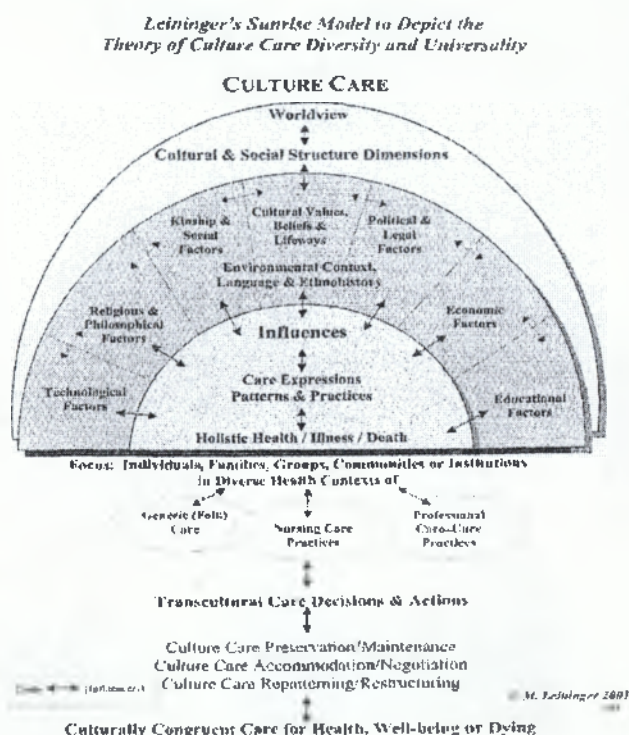 Leininger's Sunrise Model to Depict the
Theory of Culture Care Diversity and Universality
CULTURE CARE
Worldview
Cultural & Social Structure Dimensions
Kinship &
Social
Factors
Cultural Values,
Beliefs &
Lifeways
Political &
Legal
Factors
Environmental Context,
Language & Ethnohistory
Religious &
Philosophical
Factors
Economic
Factors
Influences
Technological
Factors
Care Expressions
Patterns & Practices
Educational
Factors
Holistic Health / Illness / Death
Focus: Individuals, Families, Groups, Communities or Institutions
in Diverse Health Contexts of
Generic (Folk)
Care
Nursing Care
Practices
Professional
Care-Cure
Practices
Transcultural Care Decisions & Actions
Culture Care Preservation/Maintenance
Culture Care Accommodation/Negotiation
Culture Care Repatterning/Restructuring
M. Leininger
Culturally Congruent Care for Health, Well-being or Dying